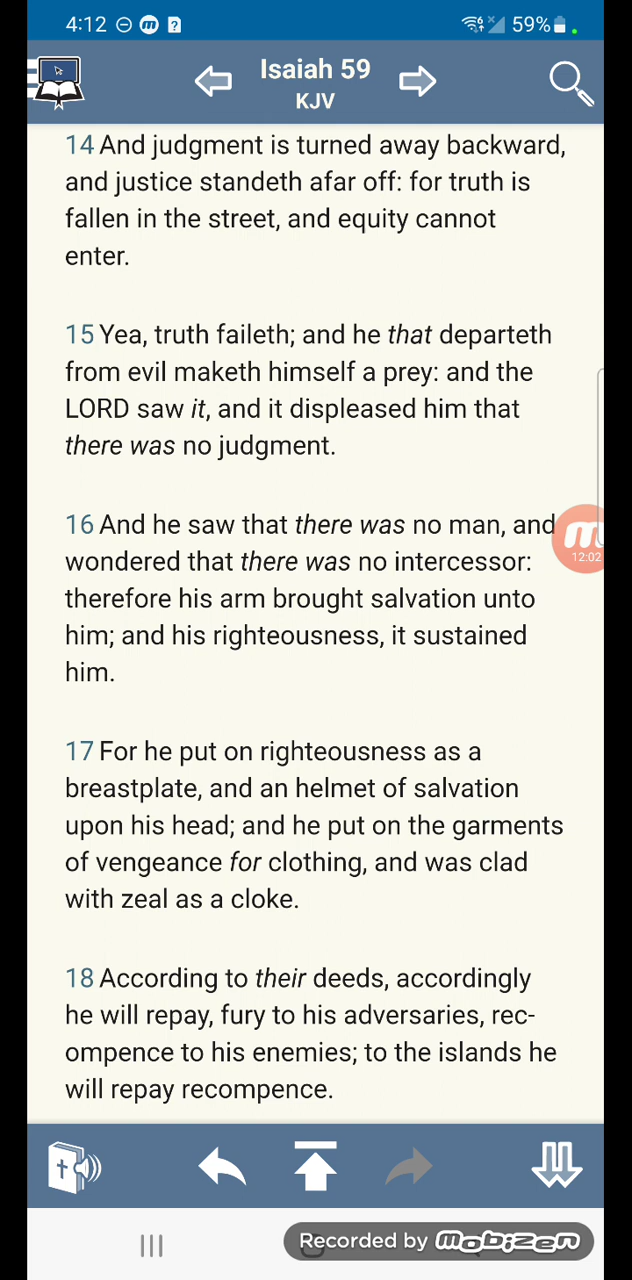 4:12
59%
Isaiah 59
KJV
14 And judgment is turned away backward,
and justice standeth afar off: for truth is
fallen in the street, and equity cannot
enter.
15 Yea, truth faileth; and he that departeth
from evil maketh himself a prey: and the
LORD saw it, and it displeased him that
there was no judgment.
16 And he saw that there was no man, and
wondered that there was no intercessor:
therefore his arm brought salvation unto
him; and his righteousness, it sustained
him.
m
12:02
17 For he put on righteousness as a
breastplate, and an helmet of salvation
upon his head; and he put on the garments
of vengeance for clothing, and was clad
with zeal as a cloke.
18 According to their deeds, accordingly
he will repay, fury to his adversaries, rec-
ompence to his enemies; to the islands he
will repay recompence.
Recorded by mobizen